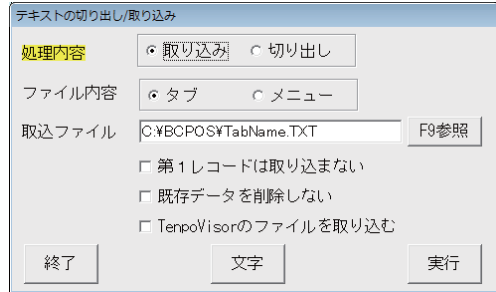 テキストの切り出し/取り込み
処理内容 取り込み 切り出し
ファイル内容 タブ メニュー
取込ファイル C:¥BCPOS¥TabName.TXT F9参照
第１レコードは取り込まない
既存データを削除しない
TenpoVisorのファイルを取り込む
終了 文字 実行